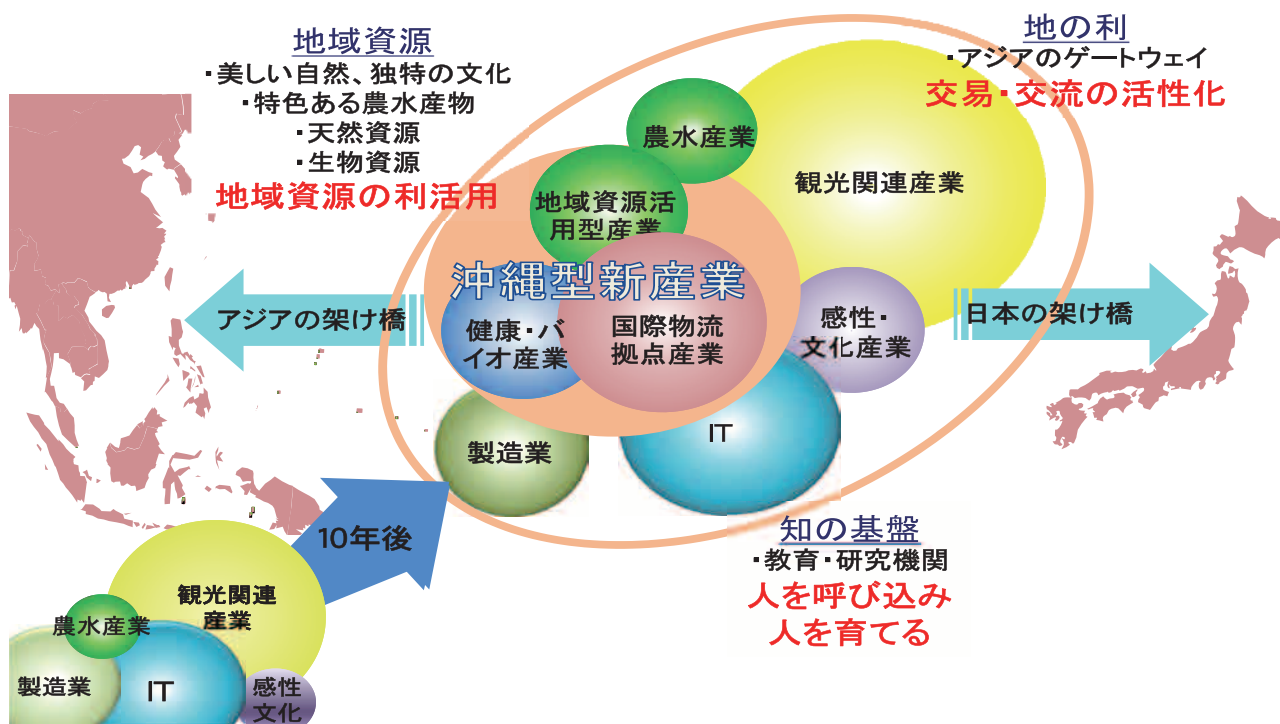 地域資源
・美しい自然、独特の文化
・特色ある農水産物
・天然資源
・生物資源
地域資源の利活用
地の利
・アジアのゲートウェイ
交易・交流の活性化
農水産業
観光関連産業
地域資源活
用型産業
沖縄型新産業
健康・バ
イオ産業
国際物流
拠点産業
感性・
文化産業
アジアの架け橋
日本の架け橋
製造業
IT
知の基盤
・教育・研究機関
人を呼び込み
人を育てる
10年後
観光関連
産業
農水産業
製造業
IT
感性
文化